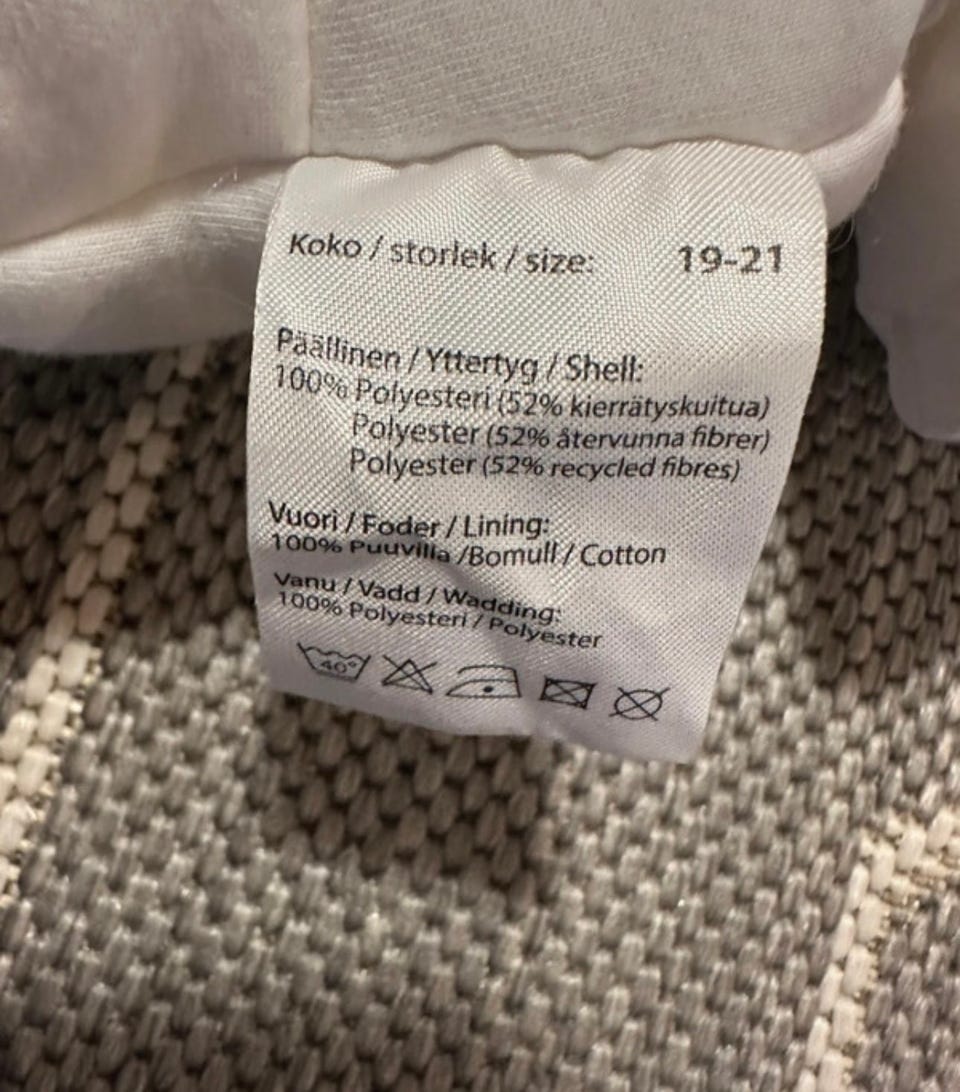 Koko / storlek / size: 19-21
Päällinen / Yttertyg / Shell:
100% Polyesteri (52% kierrätyskuitua)
Polyester (52% återvunna fibrer)
Polyester (52% recycled fibres)
Vuori / Foder / Lining:
100% Puuvilla /Bomull / Cotton
Vanu / Vadd / Wadding:
100% Polyesteri / Polyester
40°